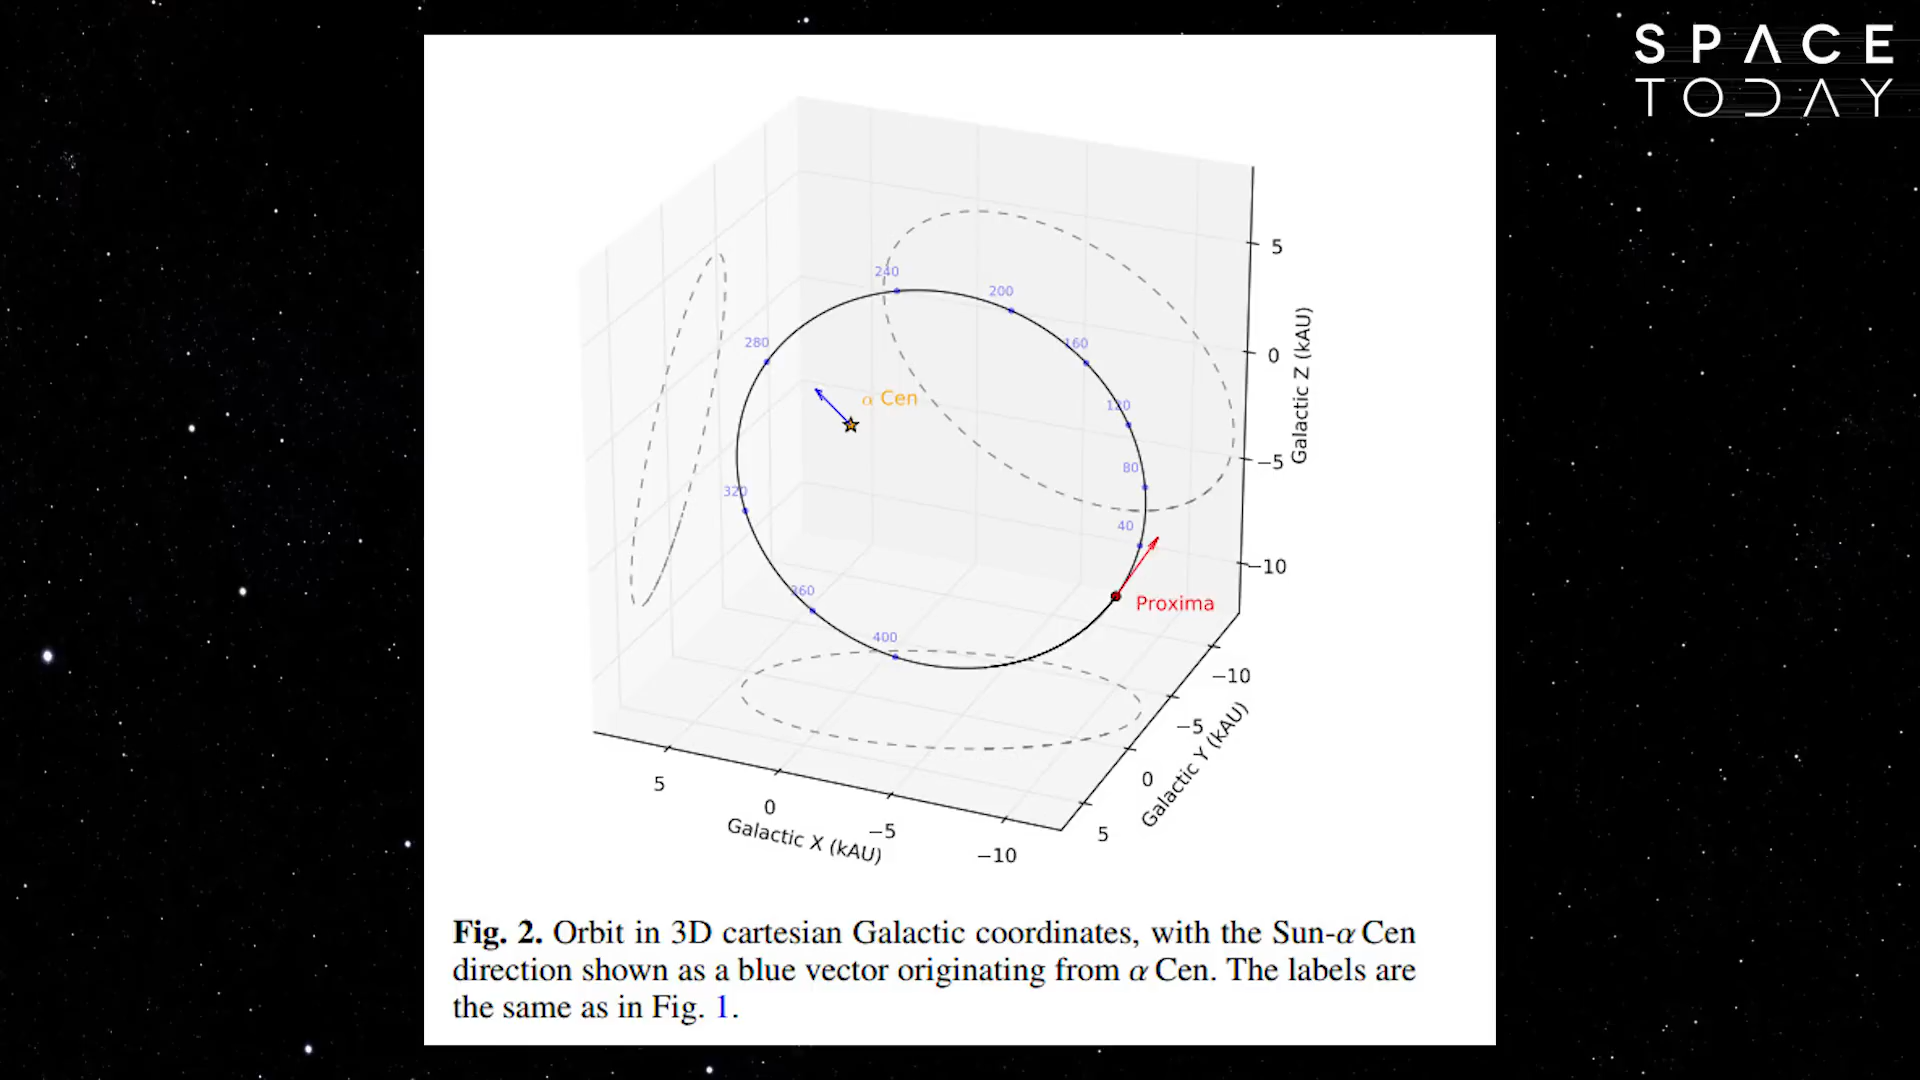 SPACE
TODAY
5
0
−5
−10
Galactic Z (kAU)
240
200
280
160
α Cen
120
80
320
40
360
Proxima
400
−10
−5
0
5
Galactic Y (kAU)
5
0
−5
−10
Galactic X (kAU)
Fig. 2. Orbit in 3D cartesian Galactic coordinates, with the Sun-α Cen
direction shown as a blue vector originating from α Cen. The labels are
the same as in Fig. 1.